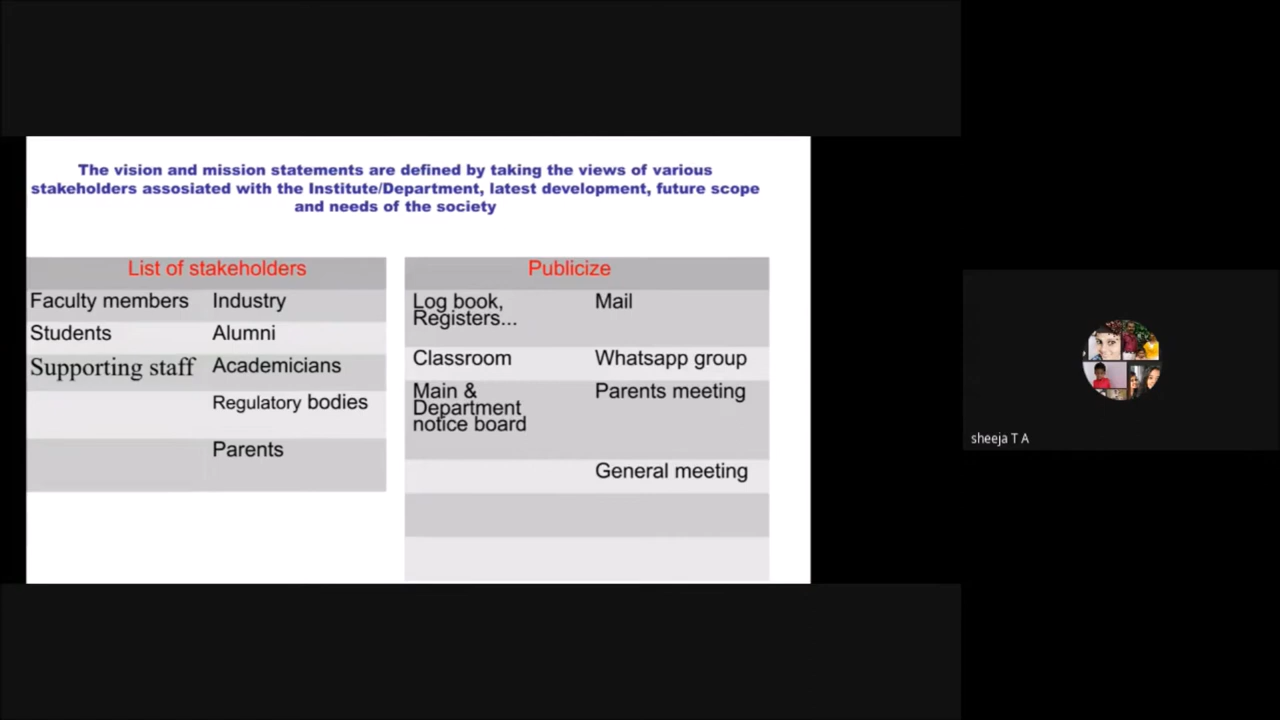 The vision and mission statements are defined by taking the views of various
stakeholders assosiated with the Institute/Department, latest development, future scope
and needs of the society
List of stakeholders
Faculty members Industry
Students Alumni
Supporting staff Academicians
Regulatory bodies
Parents
Publicize
Log book, Mail
Registers...
Classroom Whatsapp group
Main & Parents meeting
Department
notice board
General meeting
sheeja T A